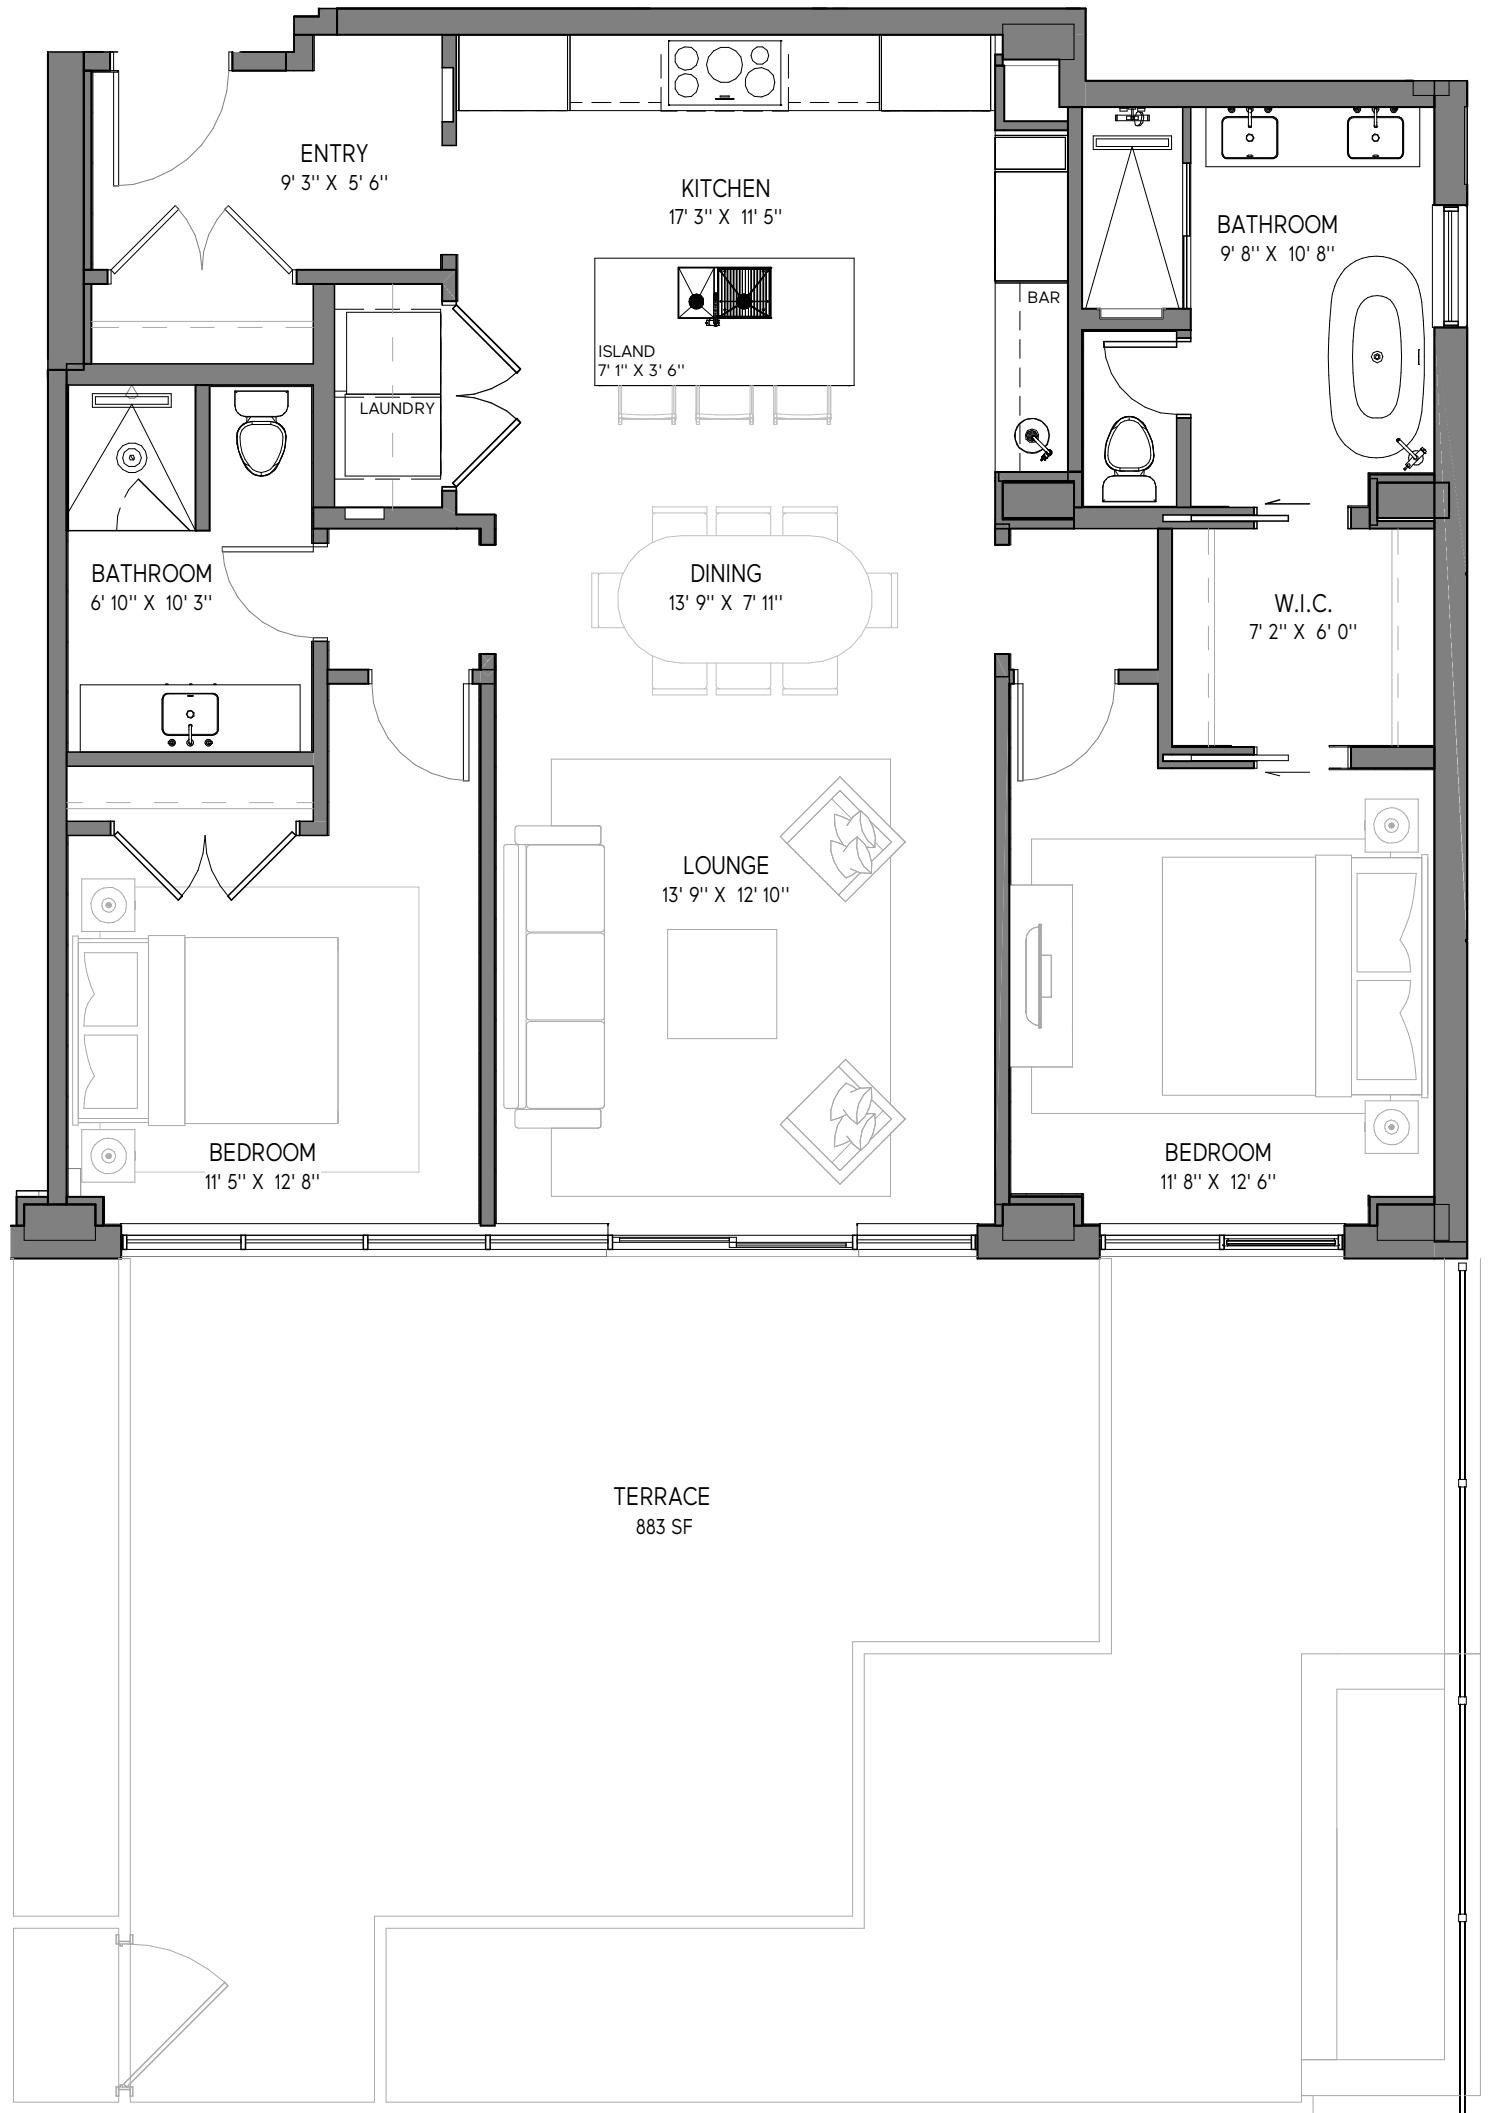 ENTRY
9' 3" X 5' 6"
KITCHEN
17' 3" X 11' 5"
BATHROOM
9' 8" X 10' 8"
BAR
ISLAND
7' 1" X 3' 6"
LAUNDRY
BATHROOM
6' 10" X 10' 3"
DINING
13' 9" X 7' 11"
W.I.C.
7' 2" X 6' 0"
LOUNGE
13' 9" X 12' 10"
BEDROOM
11' 5" X 12' 8"
BEDROOM
11' 8" X 12' 6"
TERRACE
883 SF